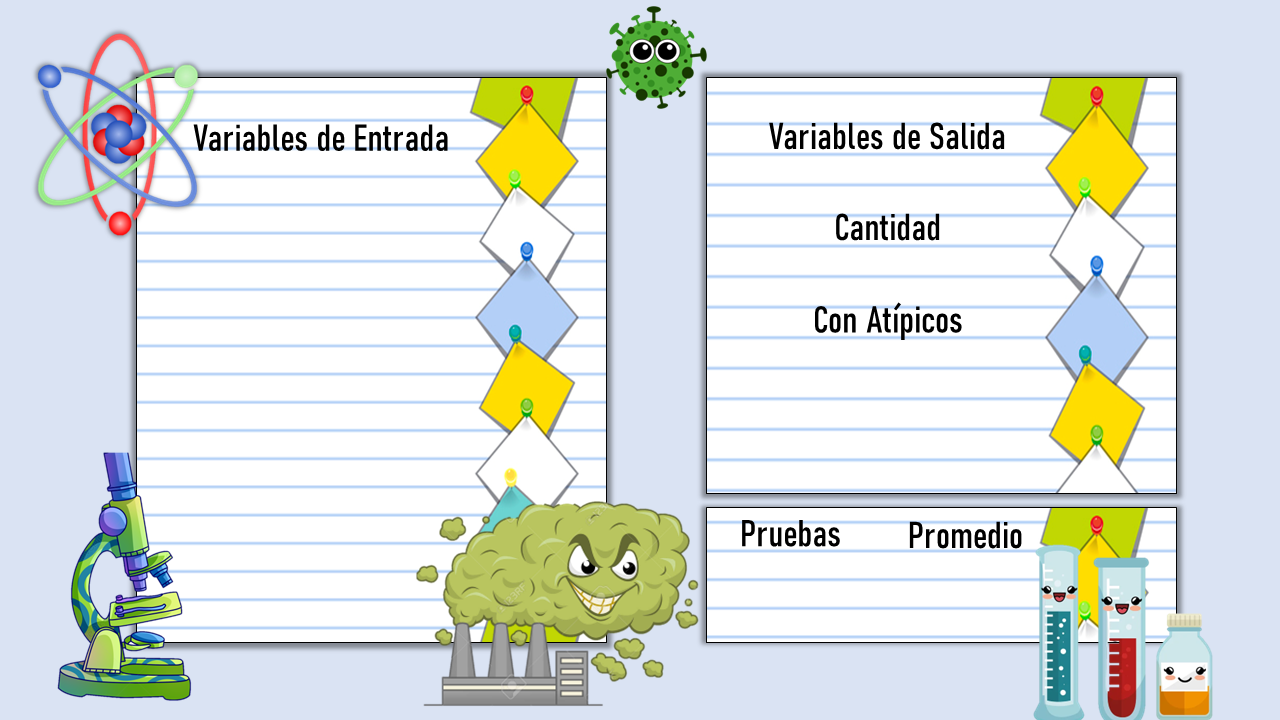 Variables de Entrada
Variables de Salida
Cantidad
Con Atípicos
Pruebas
Promedio